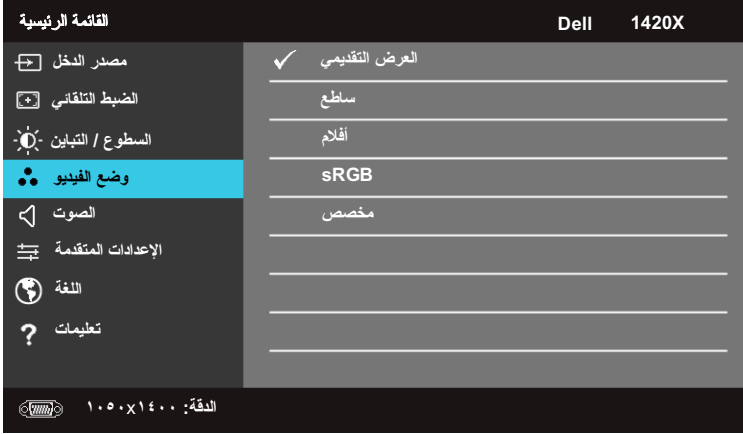 القائمة الرئيسية
Dell 1420X
مصدر الدخل
الضبط التلقائي
السطوع / التباين
وضع الفيديو
الصوت
الإعدادات المتقدمة
اللغة
تعليمات
العرض التقديمي
ساطع
أفلام
sRGB
مخصص
الدقة: ١٤٠٠x١٠٥٠